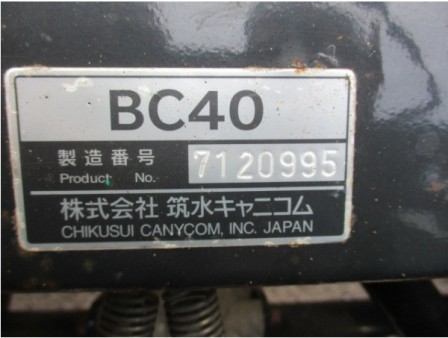 BC40
製造番号 7120995
Product No.
株式会社 筑水キャニコム
CHIKUSUI CANYCOM, INC. JAPAN